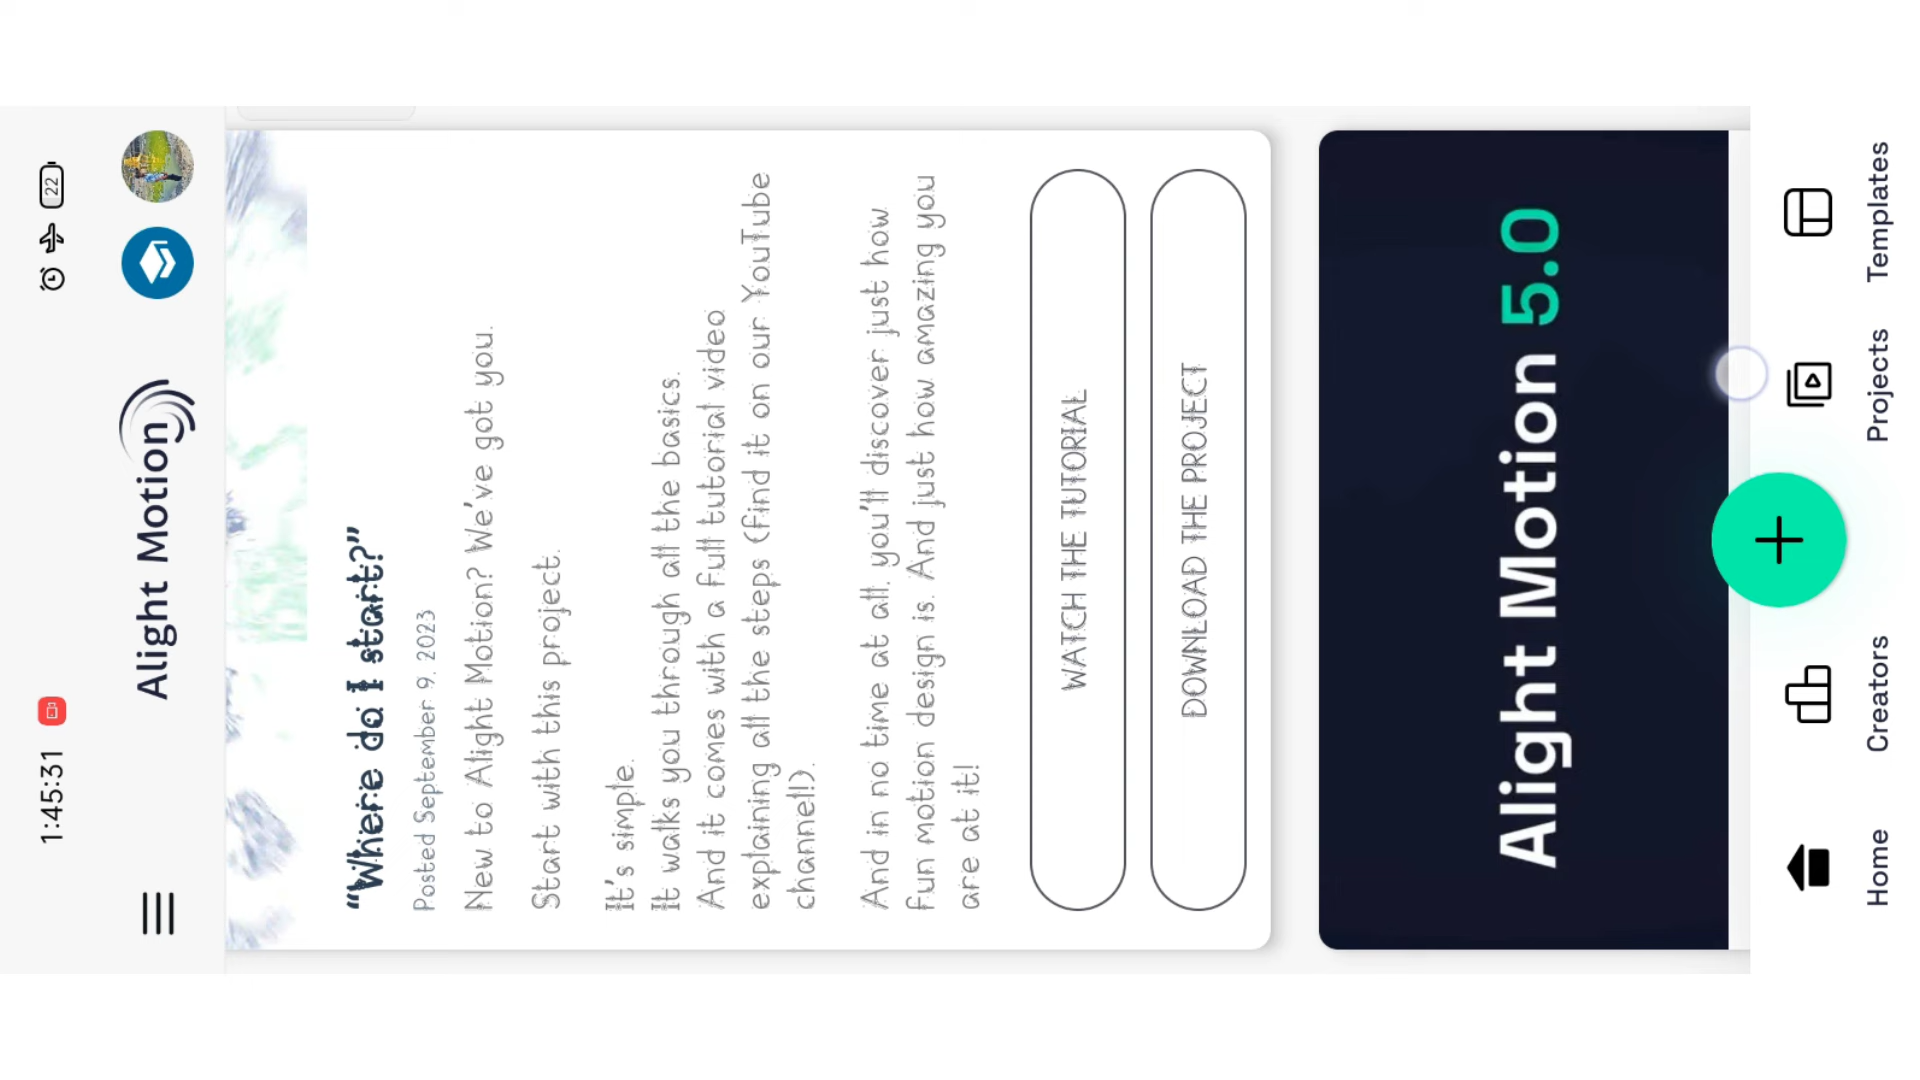 1:45:31
22
Alight Motion
“Where do I start?”
Posted September 9, 2023
New to Alight Motion? We've got you.
Start with this project.
It's simple.
It walks you through all the basics.
And it comes with a full tutorial video
explaining all the steps (find it on our YouTube
channel!).
And in no time at all, you'll discover just how
fun motion design is. And just how amazing you
are at it!
WATCH THE TUTORIAL
DOWNLOAD THE PROJECT
Alight Motion 5.0
Home
Creators
Projects
Templates